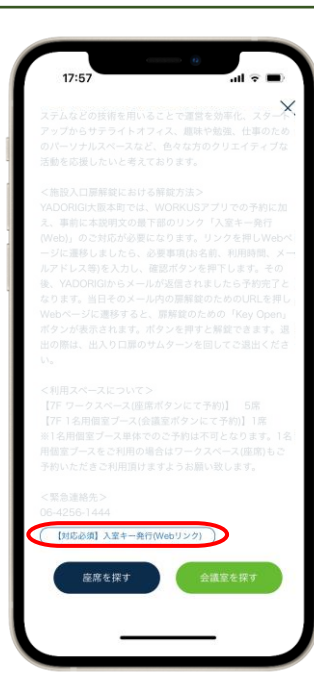 17:57
ステムなどの技術を用いることで運営を効率化、スタート
アップからサテライトオフィス、趣味や勉強、仕事のため
のパーソナルスペースなど、色々な方のクリエイティブな
活動を応援したいと考えております。
<施設入口扉解錠における解錠方法>
YADORIGI大阪本町では、WORKUSアプリでの予約に加
え、事前に本説明文の最下部のリンク「入室キー発行
(Web)」のご対応が必要になります。リンクを押しWebペ
ージに遷移しましたら、必要事項(お名前、利用時間、メー
ルアドレス等)を入力し、確認ボタンを押下します。その
後、YADORIGIからメールが返信されましたら予約完了と
なります。当日そのメール内の扉解錠のためのURLを押し
Webページに遷移すると、扉解錠のための「Key Open」
ボタンが表示されます。ボタンを押すと解錠できます。退
出の際は、出入り口扉のサムターンを回してご退出くださ
い。
<利用スペースについて>
【7F ワークスペース(座席ボタンにて予約)】 5席
【7F 1名用個室ブース(会議室ボタンにて予約)】1席
※1名用個室ブース単体でのご予約は不可となります。1名
用個室ブースをご利用の場合はワークスペース(座席)もご
予約いただきご利用頂けますようお願い致します。
<緊急連絡先>
06-4256-1444
【対応必須】入室キー発行(Webリンク)
座席を探す
会議室を探す